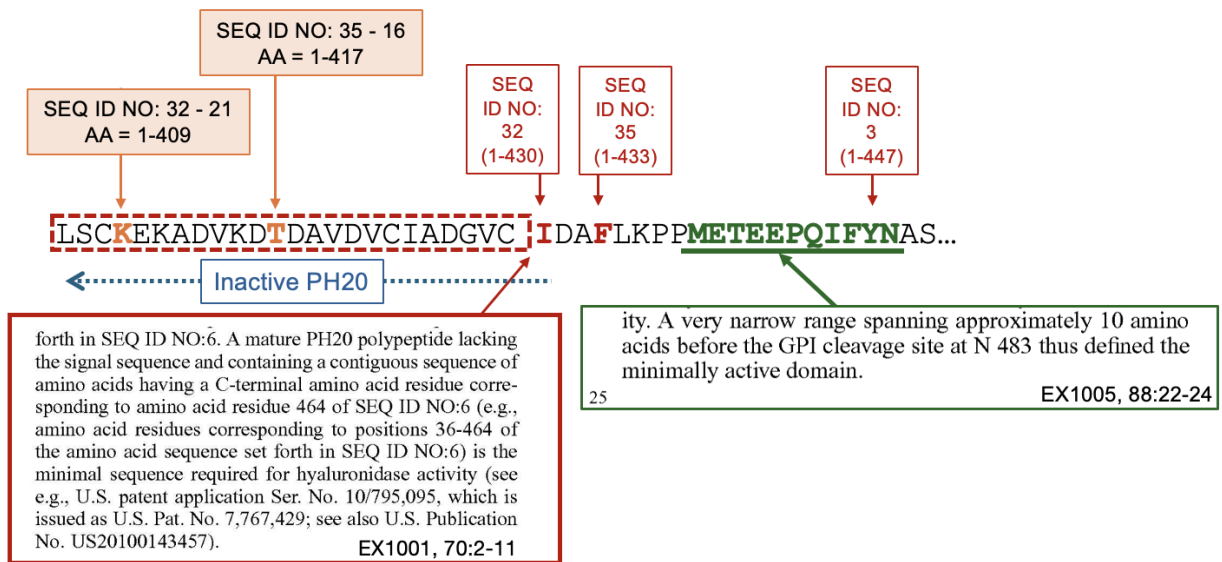 SEQ ID NO: 35 - 16
AA = 1-417
SEQ ID NO: 32 - 21
AA = 1-409
SEQ
ID NO:
32
(1-430)
SEQ
ID NO:
35
(1-433)
SEQ
ID NO:
3
(1-447)
LSCKEKADVKDTDAVDVCIADGVC IDAFLKPPMETEEPQIFYNAS...
Inactive PH20
forth in SEQ ID NO:6. A mature PH20 polypeptide lacking
the signal sequence and containing a contiguous sequence of
amino acids having a C-terminal amino acid residue corre-
sponding to amino acid residue 464 of SEQ ID NO:6 (e.g.,
amino acid residues corresponding to positions 36-464 of
the amino acid sequence set forth in SEQ ID NO:6) is the
minimal sequence required for hyaluronidase activity (see
e.g., U.S. patent application Ser. No. 10/795,095, which is
issued as U.S. Pat. No. 7,767,429; see also U.S. Publication
No. US20100143457).
EX1001, 70:2-11
ity. A very narrow range spanning approximately 10 amino
acids before the GPI cleavage site at N 483 thus defined the
minimally active domain.
25
EX1005, 88:22-24